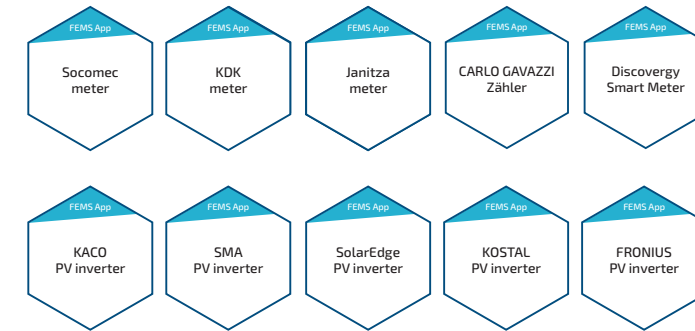 FEMS App
Socomec
meter
FEMS App
KDK
meter
FEMS App
Janitza
meter
FEMS App
CARLO GAVAZZI
Zähler
FEMS App
Discovergy
Smart Meter
FEMS App
KACO
PV inverter
FEMS App
SMA
PV inverter
FEMS App
SolarEdge
PV inverter
FEMS App
KOSTAL
PV inverter
FEMS App
FRONIUS
PV inverter